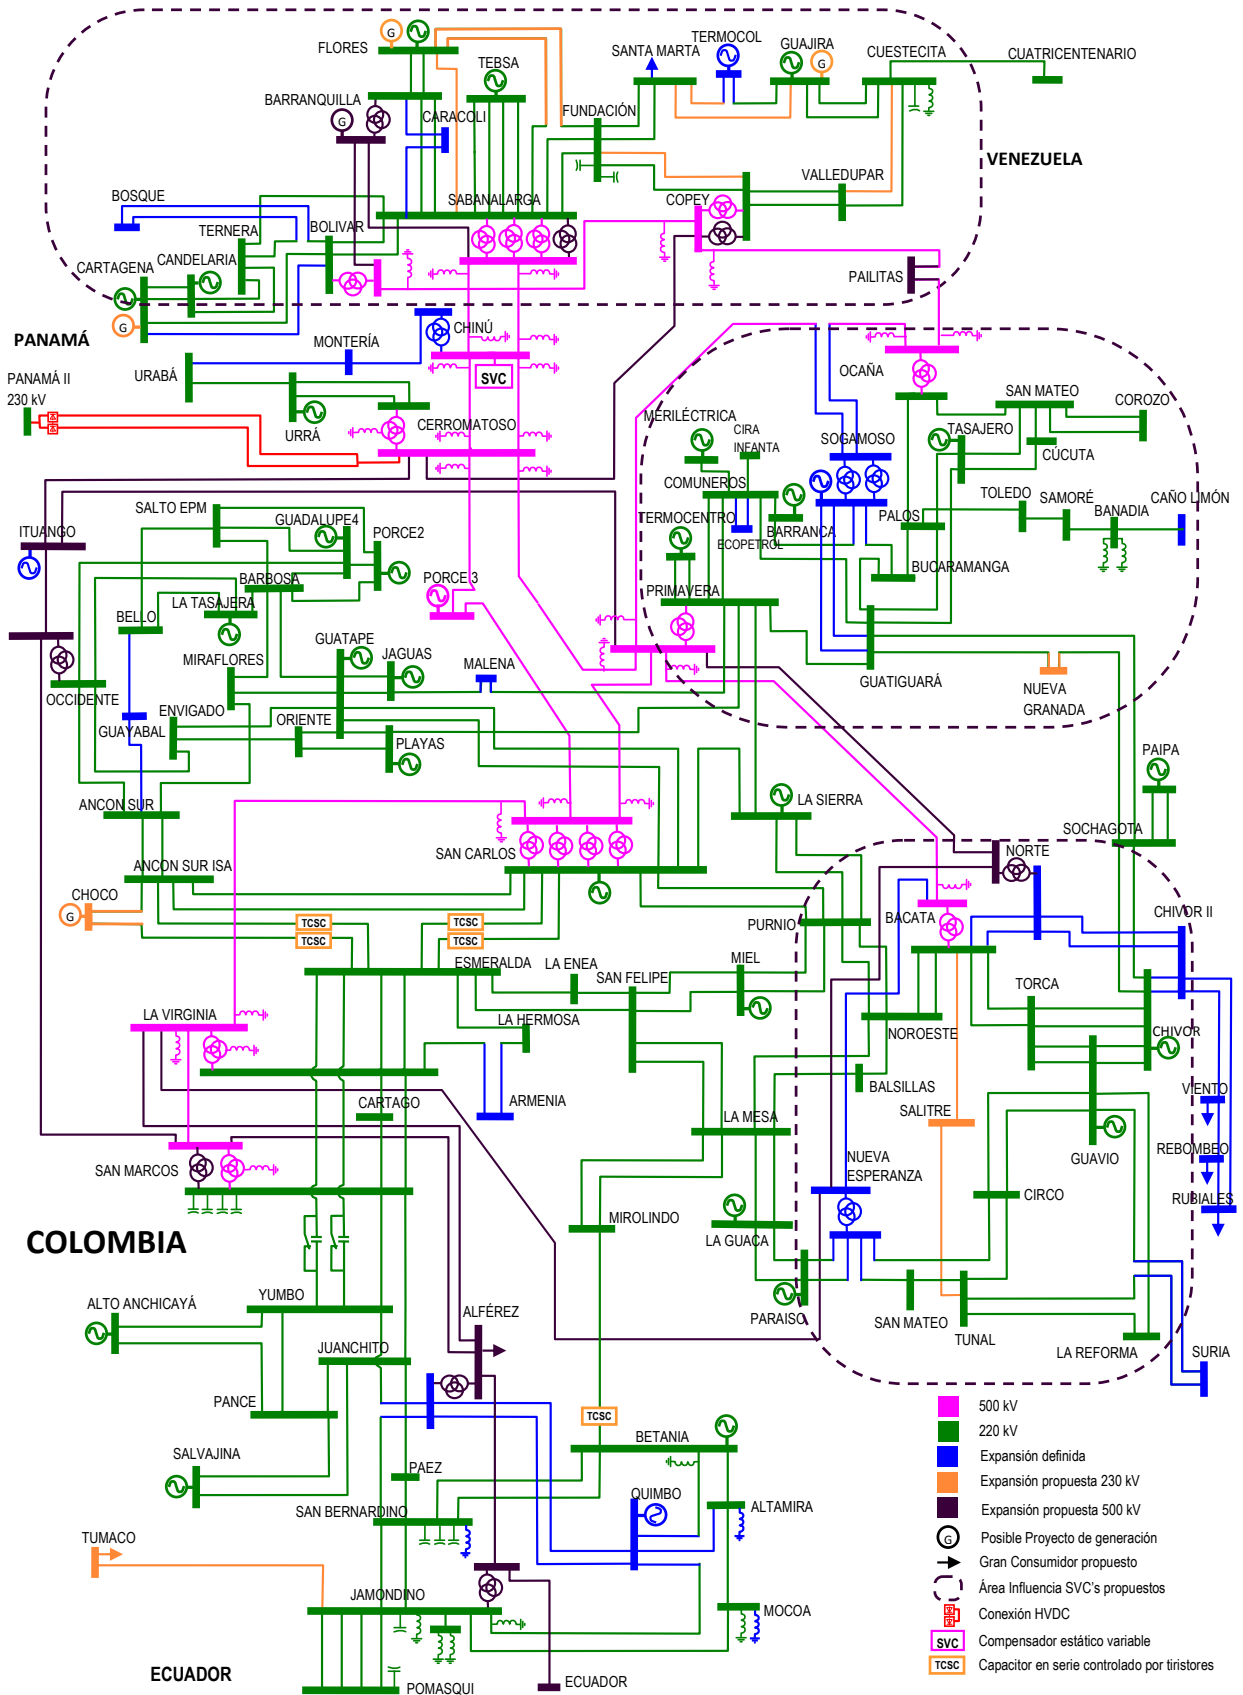 FLORES
G
TEBSA
SANTA MARTA
TERMOCOL
GUAJIRA
G
CUESTECITA
CUATRICENTENARIO
BARRANQUILLA
G
CARACOLI
FUNDACIÓN
VENEZUELA
BOSQUE
SABANALARGA
COPEY
VALLEDUPAR
TERNERA
BOLIVAR
CANDELARIA
CARTAGENA
G
PAILITAS
PANAMÁ
CHINÚ
MONTERÍA
SVC
URABÁ
PANAMÁ II
230 kV
URRÁ
CERROMATOSO
OCAÑA
SAN MATEO
COROZO
MERILÉCTRICA
CIRA
INFANTA
SOGAMOSO
TASAJERO
CÚCUTA
COMUNEROS
TOLEDO
SAMORÉ
CAÑO LIMÓN
SALTO EPM
GUADALUPE4
PORCE2
ITUANGO
TERMOCENTRO
ECOPETROL
BARRANCA
PALOS
BANADIA
BARBOSA
PORCE 3
BUCARAMANGA
LA TASAJERA
BELLO
PRIMAVERA
GUATAPE
JAGUAS
MIRAFLORES
MALENA
OCCIDENTE
GUATIGUARÁ
NUEVA
GRANADA
ENVIGADO
GUAYABAL
ORIENTE
PLAYAS
PAIPA
ANCON SUR
LA SIERRA
SOCHAGOTA
SAN CARLOS
NORTE
ANCON SUR ISA
CHOCO
G
TCSC
TCSC
TCSC
TCSC
PURNIO
BACATA
CHIVOR II
ESMERALDA
LA ENEA
SAN FELIPE
MIEL
TORCA
LA VIRGINIA
LA HERMOSA
NOROESTE
CHIVOR
BALSILLAS
CARTAGO
ARMENIA
LA MESA
SALITRE
VIENTO
SAN MARCOS
NUEVA
ESPERANZA
GUAVIO
REBOMBEO
CIRCO
RUBIALES
COLOMBIA
MIROLINDO
LA GUACA
YUMBO
ALTO ANCHICAYÁ
ALFÉREZ
PARAISO
SAN MATEO
TUNAL
LA REFORMA
SURIA
JUANCHITO
PANCE
TCSC
500 kV
220 kV
BETANIA
SALVAJINA
PAEZ
Expansión definida
Expansión propuesta 230 kV
QUIMBO
ALTAMIRA
SAN BERNARDINO
Expansión propuesta 500 kV
TUMACO
G
Posible Proyecto de generación
Gran Consumidor propuesto
JAMONDINO
MOCOA
Área Influencia SVC's propuestos
Conexión HVDC
SVC
Compensador estático variable
TCSC
Capacitor en serie controlado por tiristores
ECUADOR
POMASQUI
ECUADOR